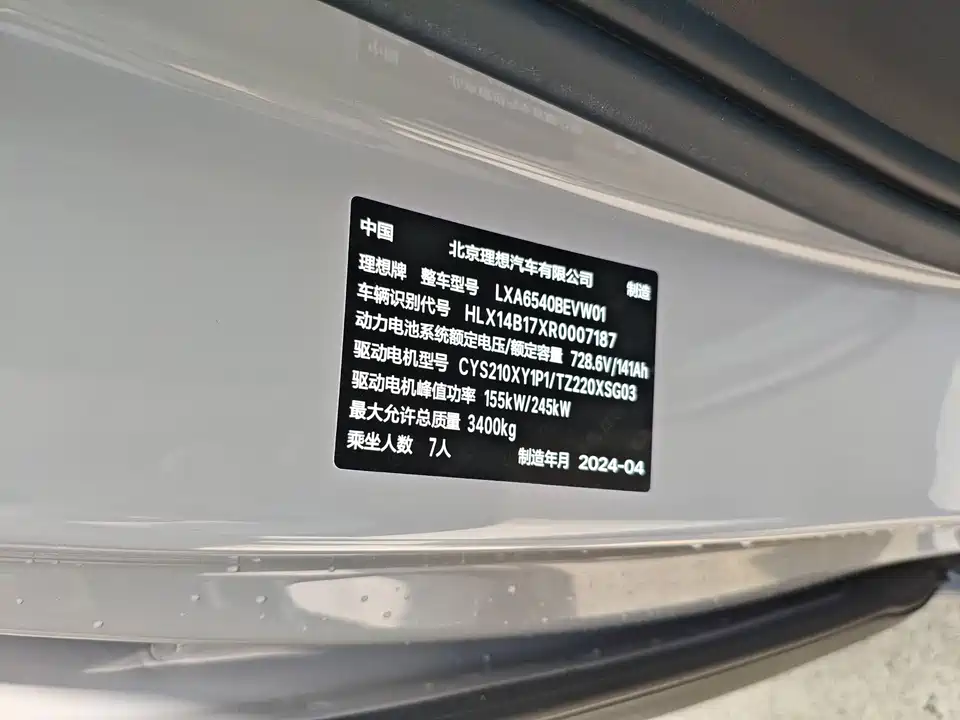 中国 北京理想汽车有限公司 制造
理想牌 整车型号 LXA6540BEVW01
车辆识别代号 HLX14B17XR0007187
动力电池系统额定电压/额定容量 728.6V/141Ah
驱动电机型号 CYS210XY1P1/TZ220XSG03
驱动电机峰值功率 155kW/245kW
最大允许总质量 3400kg
乘坐人数 7人 制造年月 2024-04